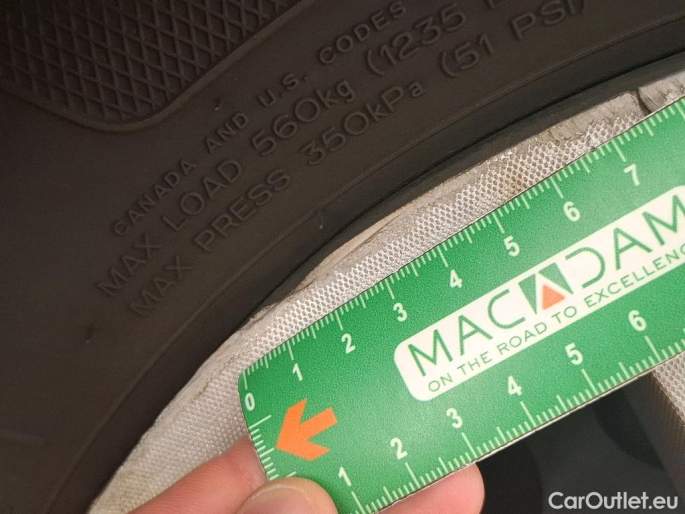 CANADA AND U.S. CODES
MAX LOAD 560kg (1235
MAX PRESS 350kPa (51 PSI)
0 1 2 3 4 5 6 7
MACADAM
ON THE ROAD TO EXCELLENC
1 2 3 4 5 6
CarOutlet.eu